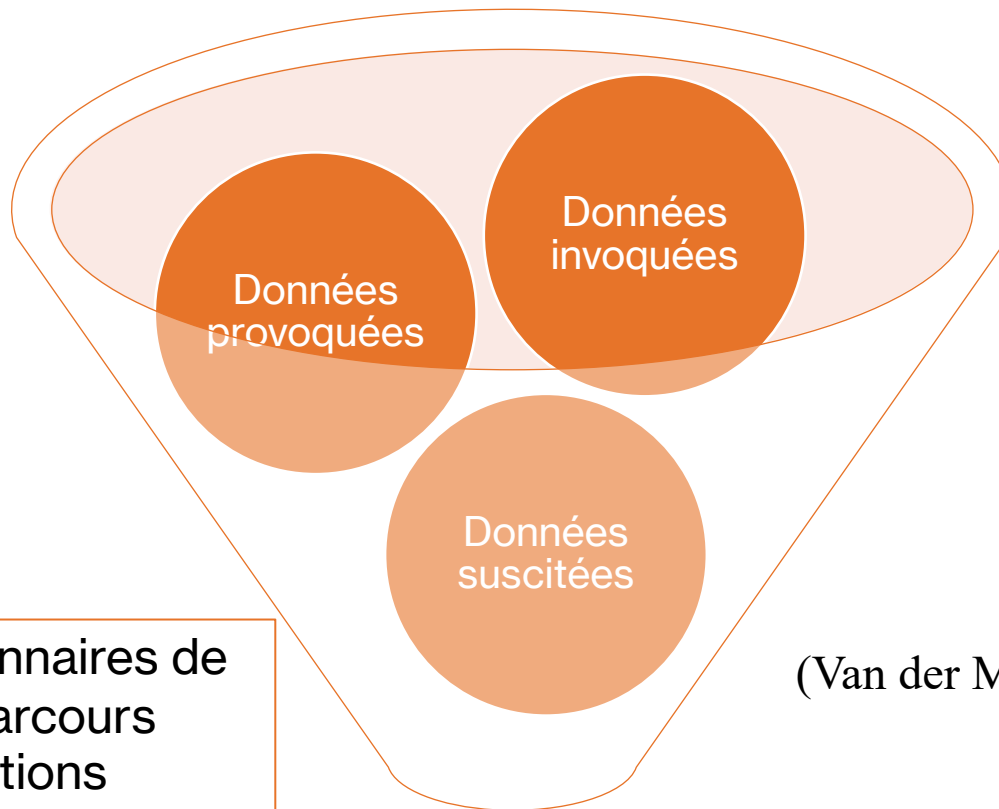 Données
invoquées
Données
provoquées
Données
suscitées
nnaires de
arcours
tions
(Van der M